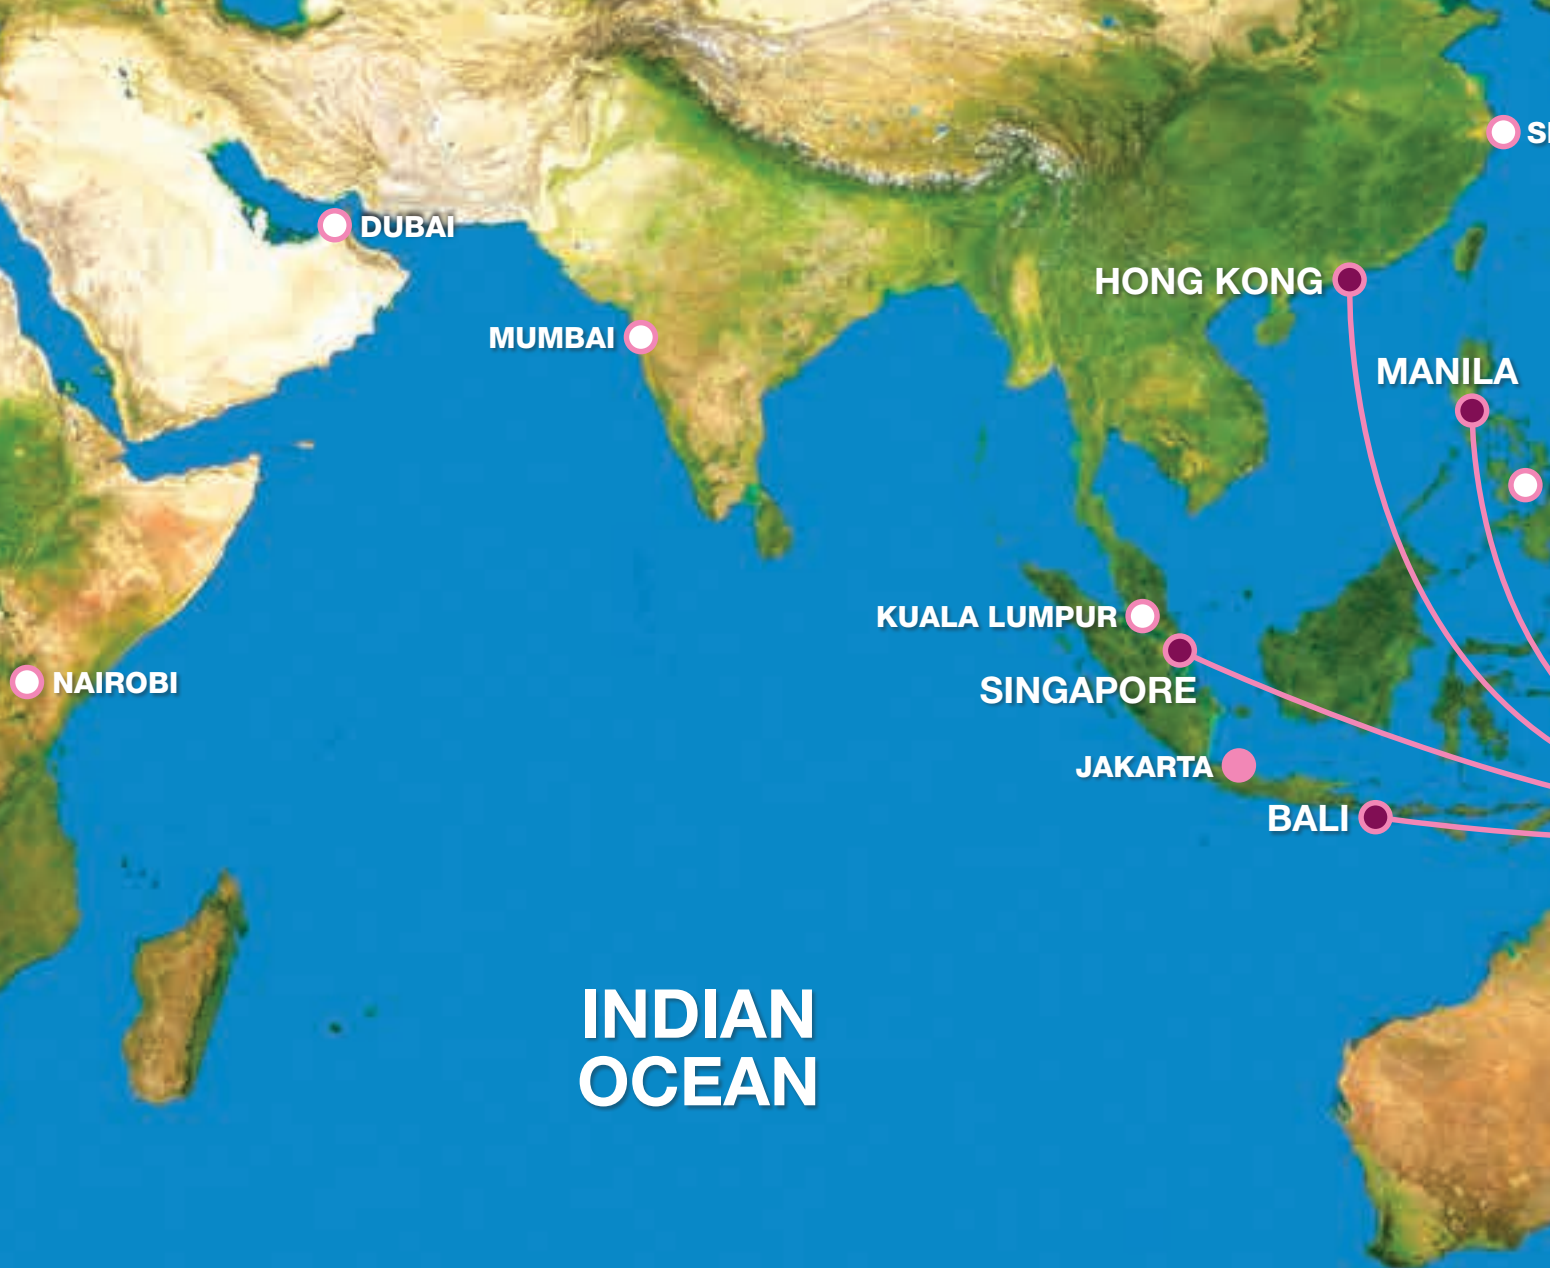 DUBAI
HONG KONG
MUMBAI
MANILA
KUALA LUMPUR
NAIROBI
SINGAPORE
JAKARTA
BALI
INDIAN
OCEAN